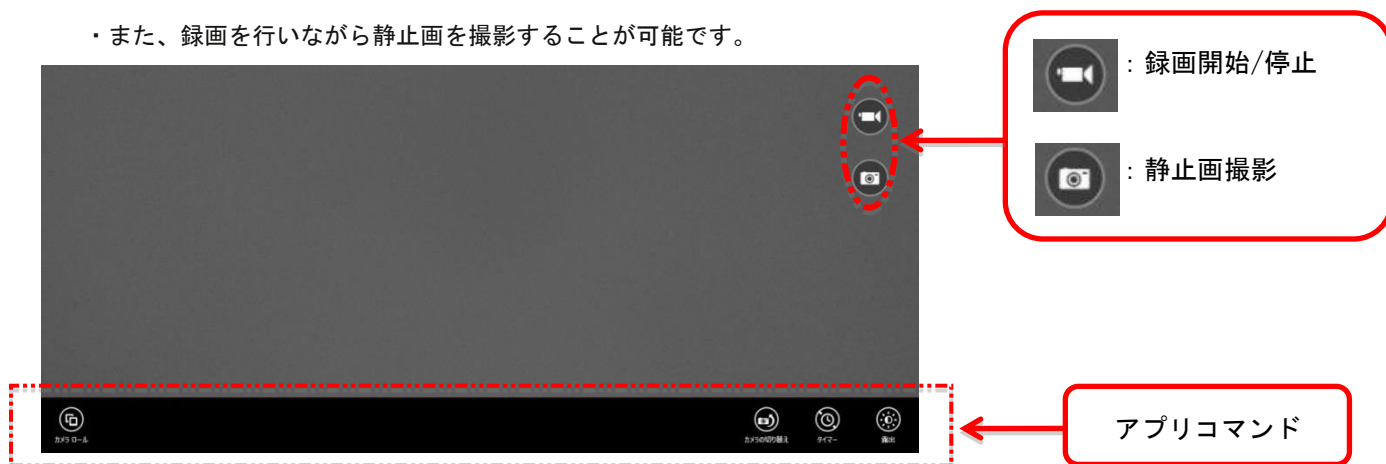 ・また、録画を行いながら静止画を撮影することが可能です。
：録画開始/停止
：静止画撮影
カメラ ロール
カメラの切り替え
タイマー
露出
アプリコマンド